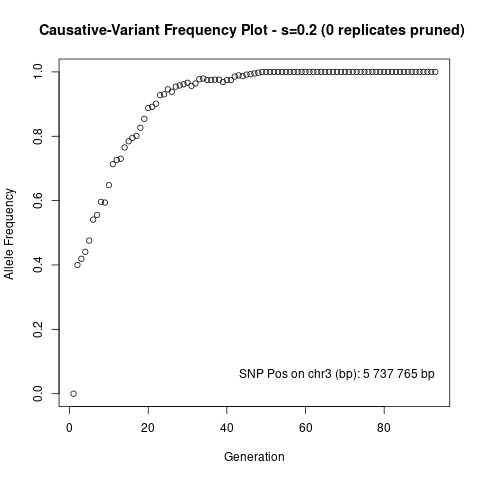 Causative-Variant Frequency Plot - s=0.2 (0 replicates pruned)
1.0
0.8
0.6
0.4
0.2
0.0
Allele Frequency
SNP Pos on chr3 (bp): 5 737 765 bp
0 20 40 60 80
Generation